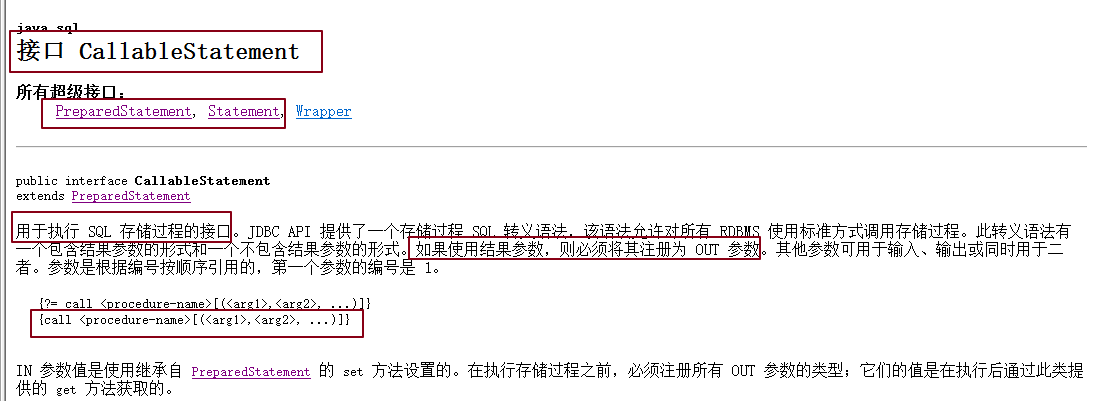 java.sql
接口 CallableStatement
所有超级接口：
PreparedStatement, Statement, Wrapper
public interface CallableStatement
extends PreparedStatement
用于执行 SQL 存储过程的接口。JDBC API 提供了一个存储过程 SQL 转义语法，该语法允许对所有 RDBMS 使用标准方式调用存储过程。此转义语法有
一个包含结果参数的形式和一个不包含结果参数的形式。如果使用结果参数，则必须将其注册为 OUT 参数。其他参数可用于输入、输出或同时用于二
者。参数是根据编号按顺序引用的，第一个参数的编号是 1。
{?= call <procedure-name>[(<arg1>,<arg2>, ...)]}
{call <procedure-name>[(<arg1>,<arg2>, ...)]}
IN 参数值是使用继承自 PreparedStatement 的 set 方法设置的。在执行存储过程之前，必须注册所有 OUT 参数的类型；它们的值是在执行后通过此类提
供的 get 方法获取的。